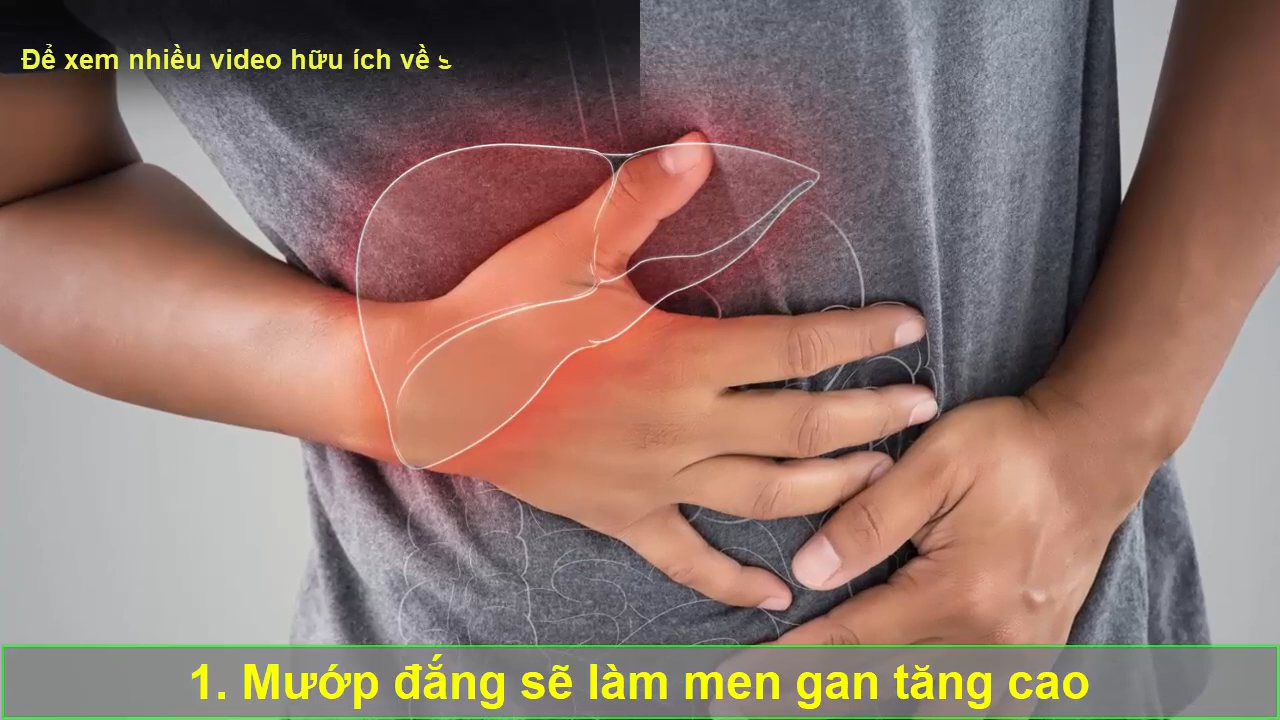 Để xem nhiều video hữu ích về
1. Mướp đắng sẽ làm men gan tăng cao